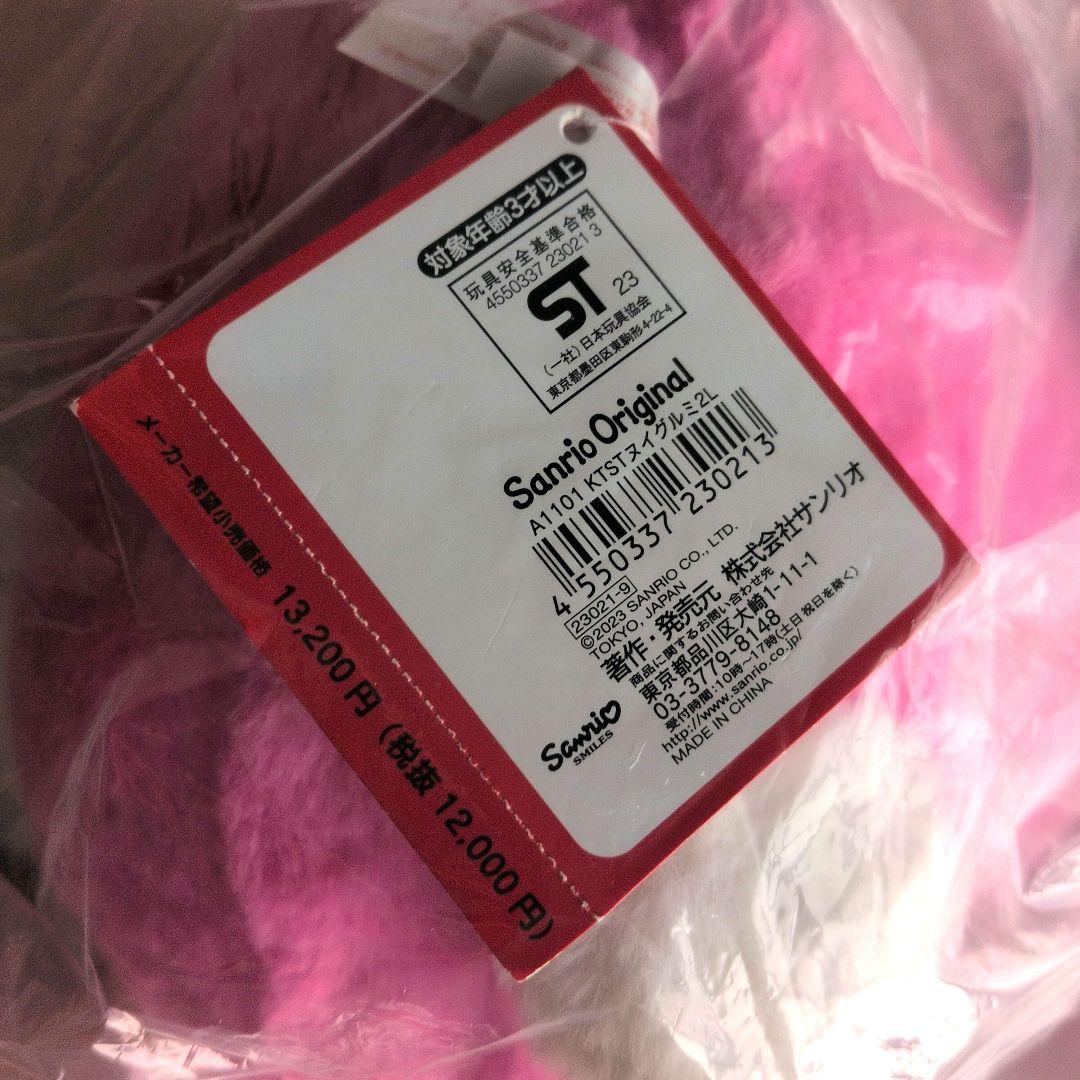 対象年齢3才以上
玩具安全基準合格
4550337 23021 3
ST 23
(一社)日本玩具協会
東京都墨田区東駒形4-22-4
Sanrio Original
A1101 KTSTヌイグルミ2L
4 550337 230213
23021-9
©2023 SANRIO CO., LTD.
TOKYO, JAPAN
著作・発売元 株式会社サンリオ
商品に関するお問い合わせ先
東京都品川区大崎1-11-1
03-3779-8148
受付時間:10時〜17時(土日 祝日を除く)
http://www.sanrio.co.jp/
MADE IN CHINA
Sanrio
SMILES
メーカー希望小売価格 13,200円 (税抜 12,000円)